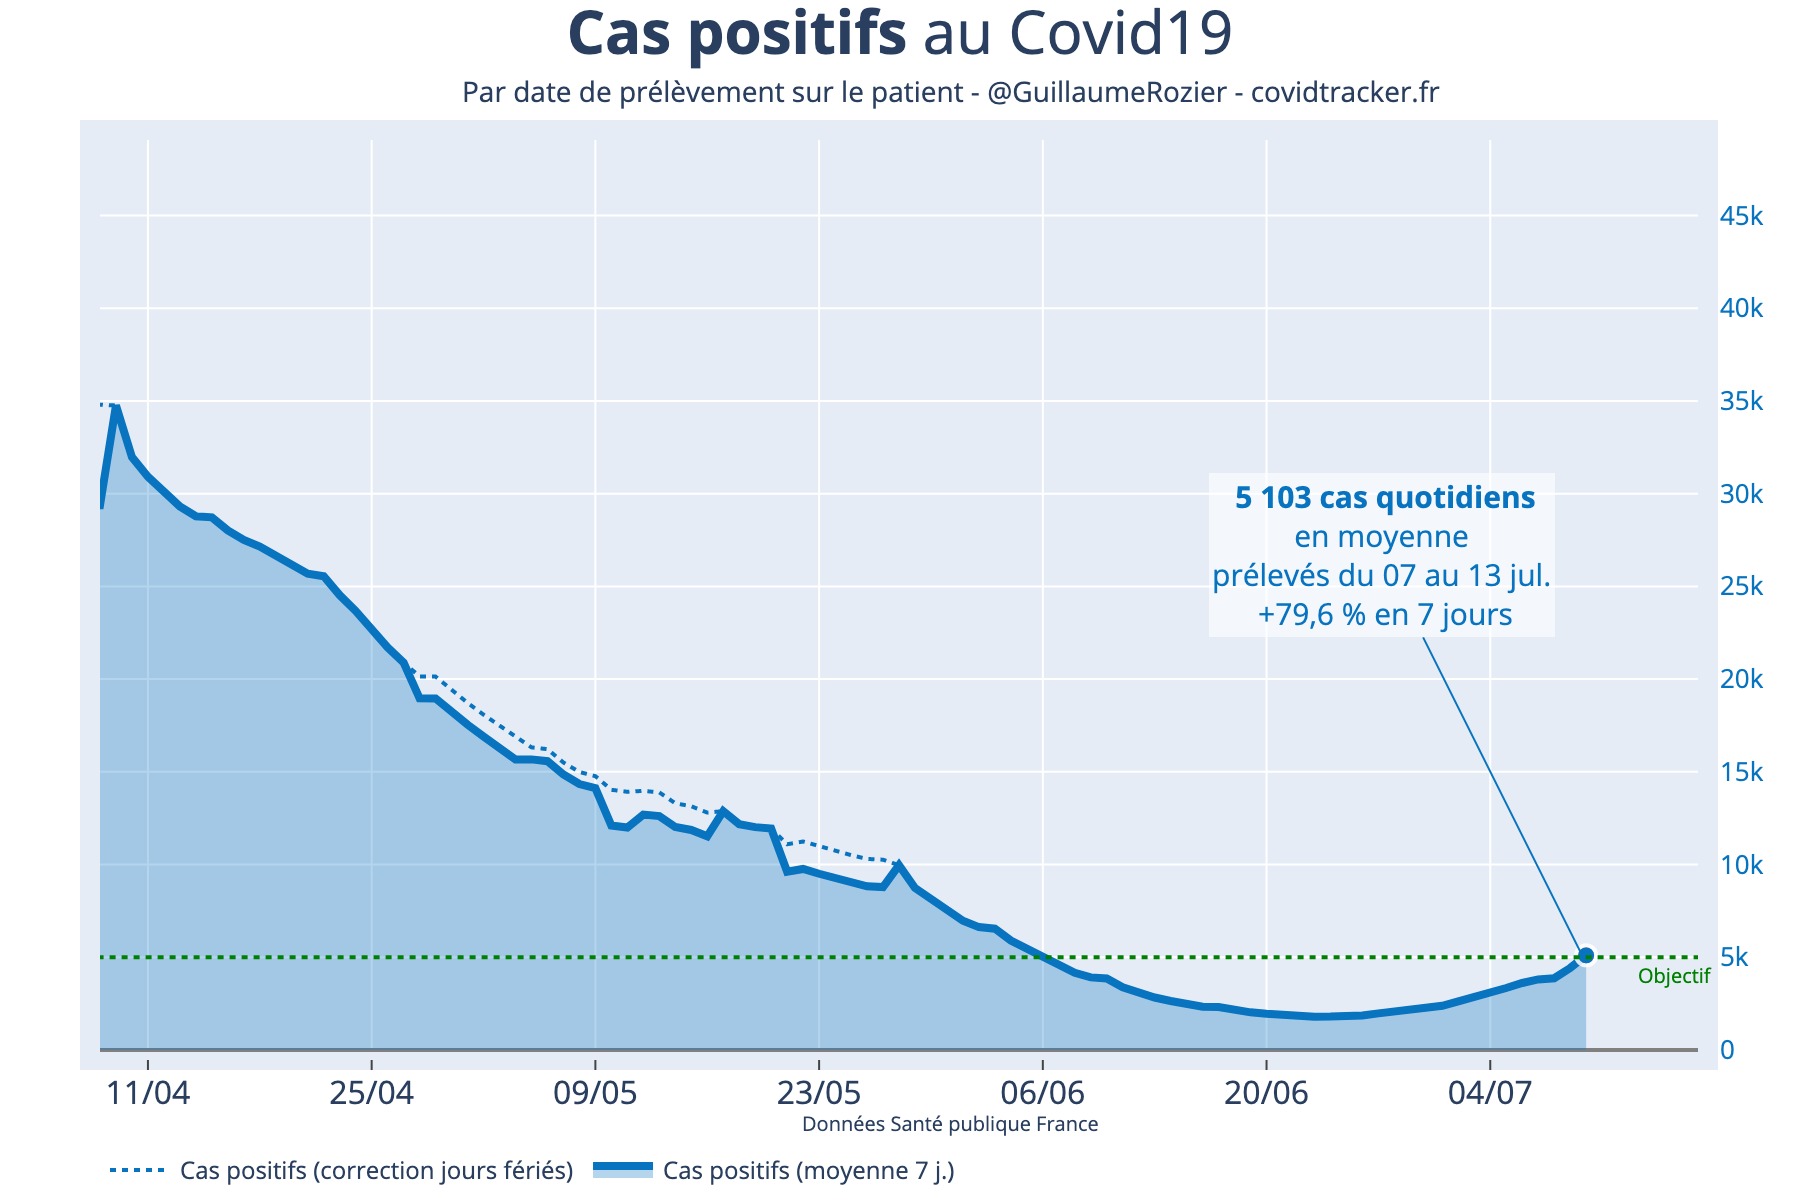 Cas positifs au Covid19
Par date de prélèvement sur le patient - @GuillaumeRozier - covidtracker.fr
45k
40k
35k
30k
25k
20k
15k
10k
5k
0
5 103 cas quotidiens
en moyenne
prélevés du 07 au 13 jul.
+79,6 % en 7 jours
Objectif
11/04 25/04 09/05 23/05 06/06 20/06 04/07
Données Santé publique France
Cas positifs (correction jours fériés) Cas positifs (moyenne 7 j.)